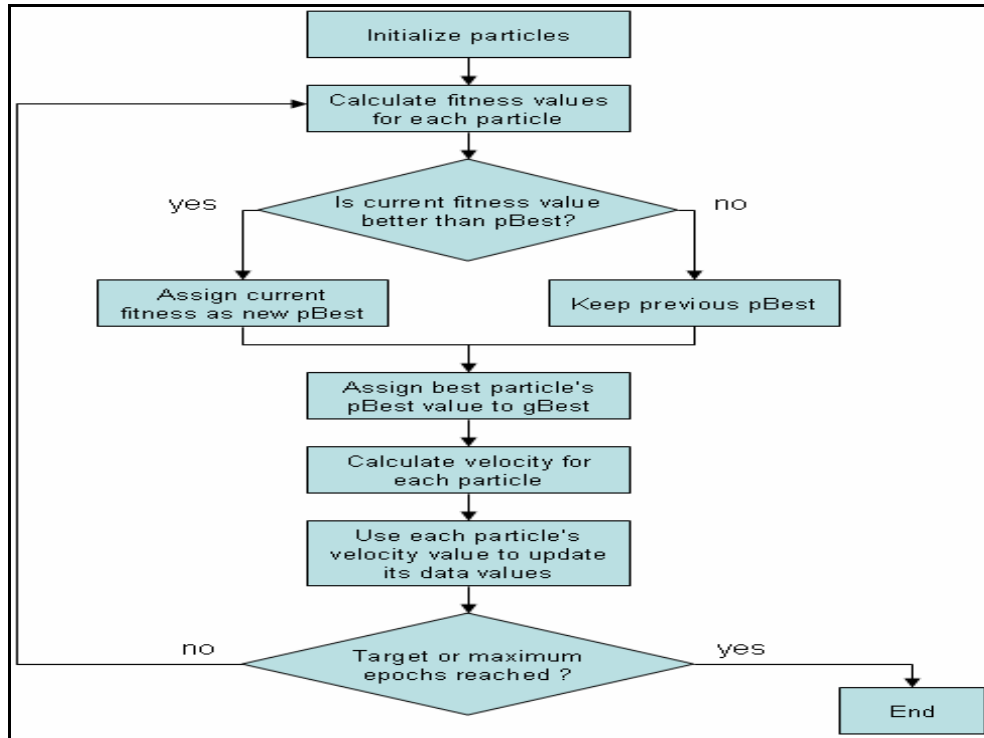 Initialize particles
Calculate fitness values
for each particle
yes
Is current fitness value
better than pBest?
no
Assign current
fitness as new pBest
Keep previous pBest
Assign best particle's
pBest value to gBest
Calculate velocity for
each particle
Use each particle's
velocity value to update
its data values
no
Target or maximum
epochs reached ?
yes
End